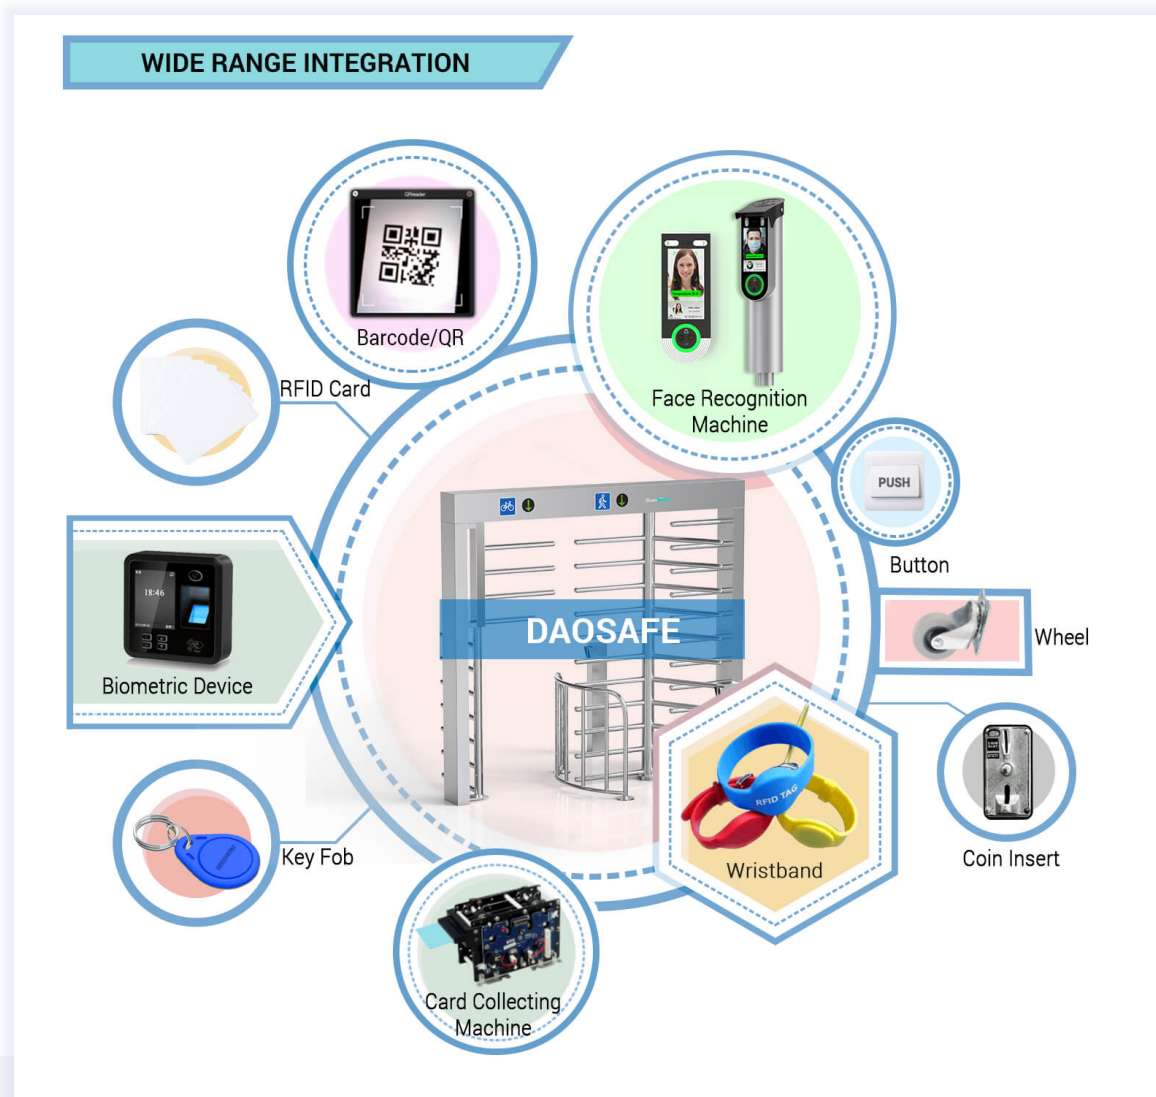 WIDE RANGE INTEGRATION
QReader
Barcode/QR
Face Recognition
Machine
RFID Card
PUSH
Button
DAOSAFE
18:46
Biometric Device
Wheel
RFID TAG
Wristband
Coin Insert
Key Fob
Card Collecting
Machine